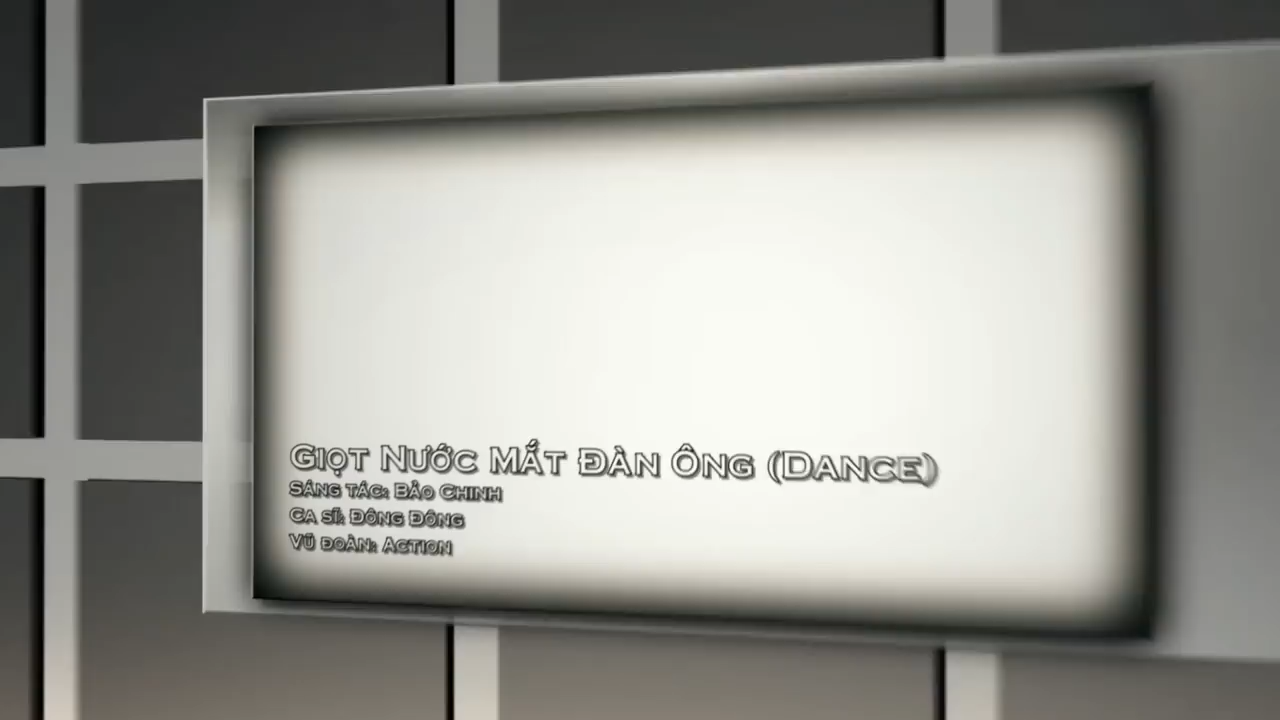 Giọt Nước Mắt Đàn Ông (Dance)
Sáng tác: Bảo Chinh
Ca sĩ: Đông Đông
Vũ đoàn: Action